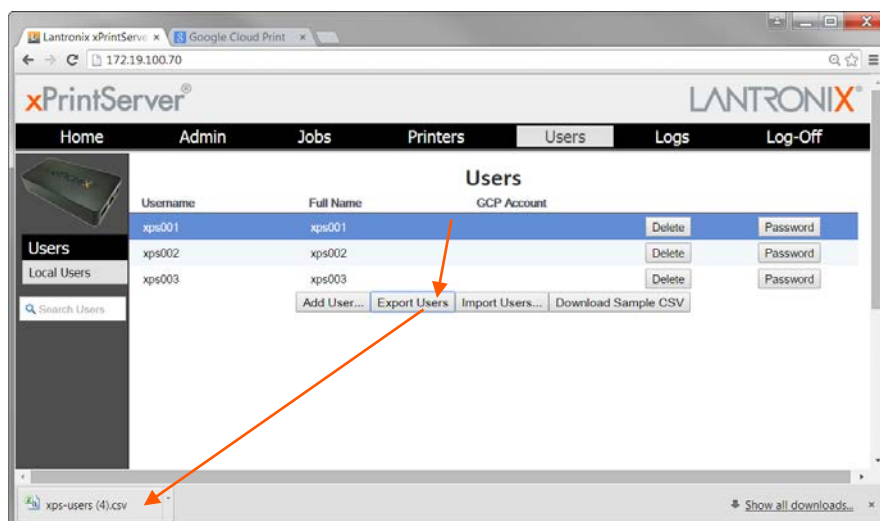 Lantronix xPrintServe × Google Cloud Print ×
172.19.100.70
xPrintServer® LANTRONIX®
Home Admin Jobs Printers Users Logs Log-Off
Users
Username Full Name GCP Account
xps001 xps001 Delete Password
Users
xps002 xps002 Delete Password
Local Users
xps003 xps003 Delete Password
Search Users
Add User... Export Users Import Users... Download Sample CSV
xps-users (4).csv Show all downloads... ×